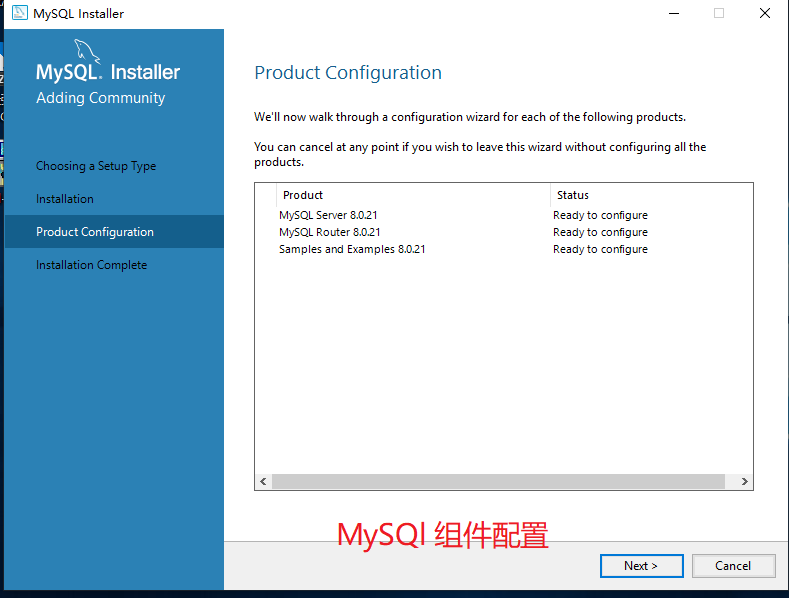 MySQL Installer
MySQL. Installer
Adding Community
Choosing a Setup Type
Installation
Product Configuration
Installation Complete
Product Configuration
We'll now walk through a configuration wizard for each of the following products.
You can cancel at any point if you wish to leave this wizard without configuring all the
products.
Product Status
MySQL Server 8.0.21 Ready to configure
MySQL Router 8.0.21 Ready to configure
Samples and Examples 8.0.21 Ready to configure
MySQl 组件配置
Next > Cancel